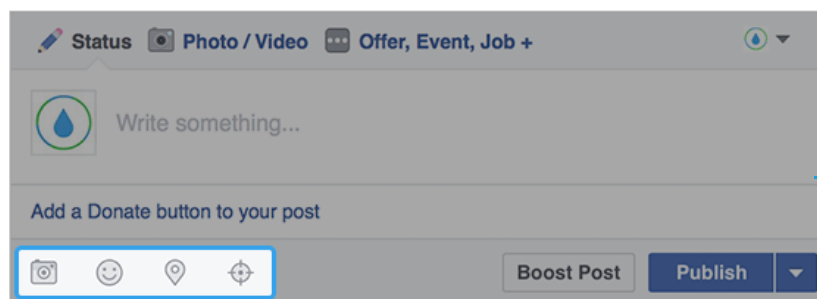 Status Photo / Video Offer, Event, Job +
Write something...
Add a Donate button to your post
Boost Post Publish